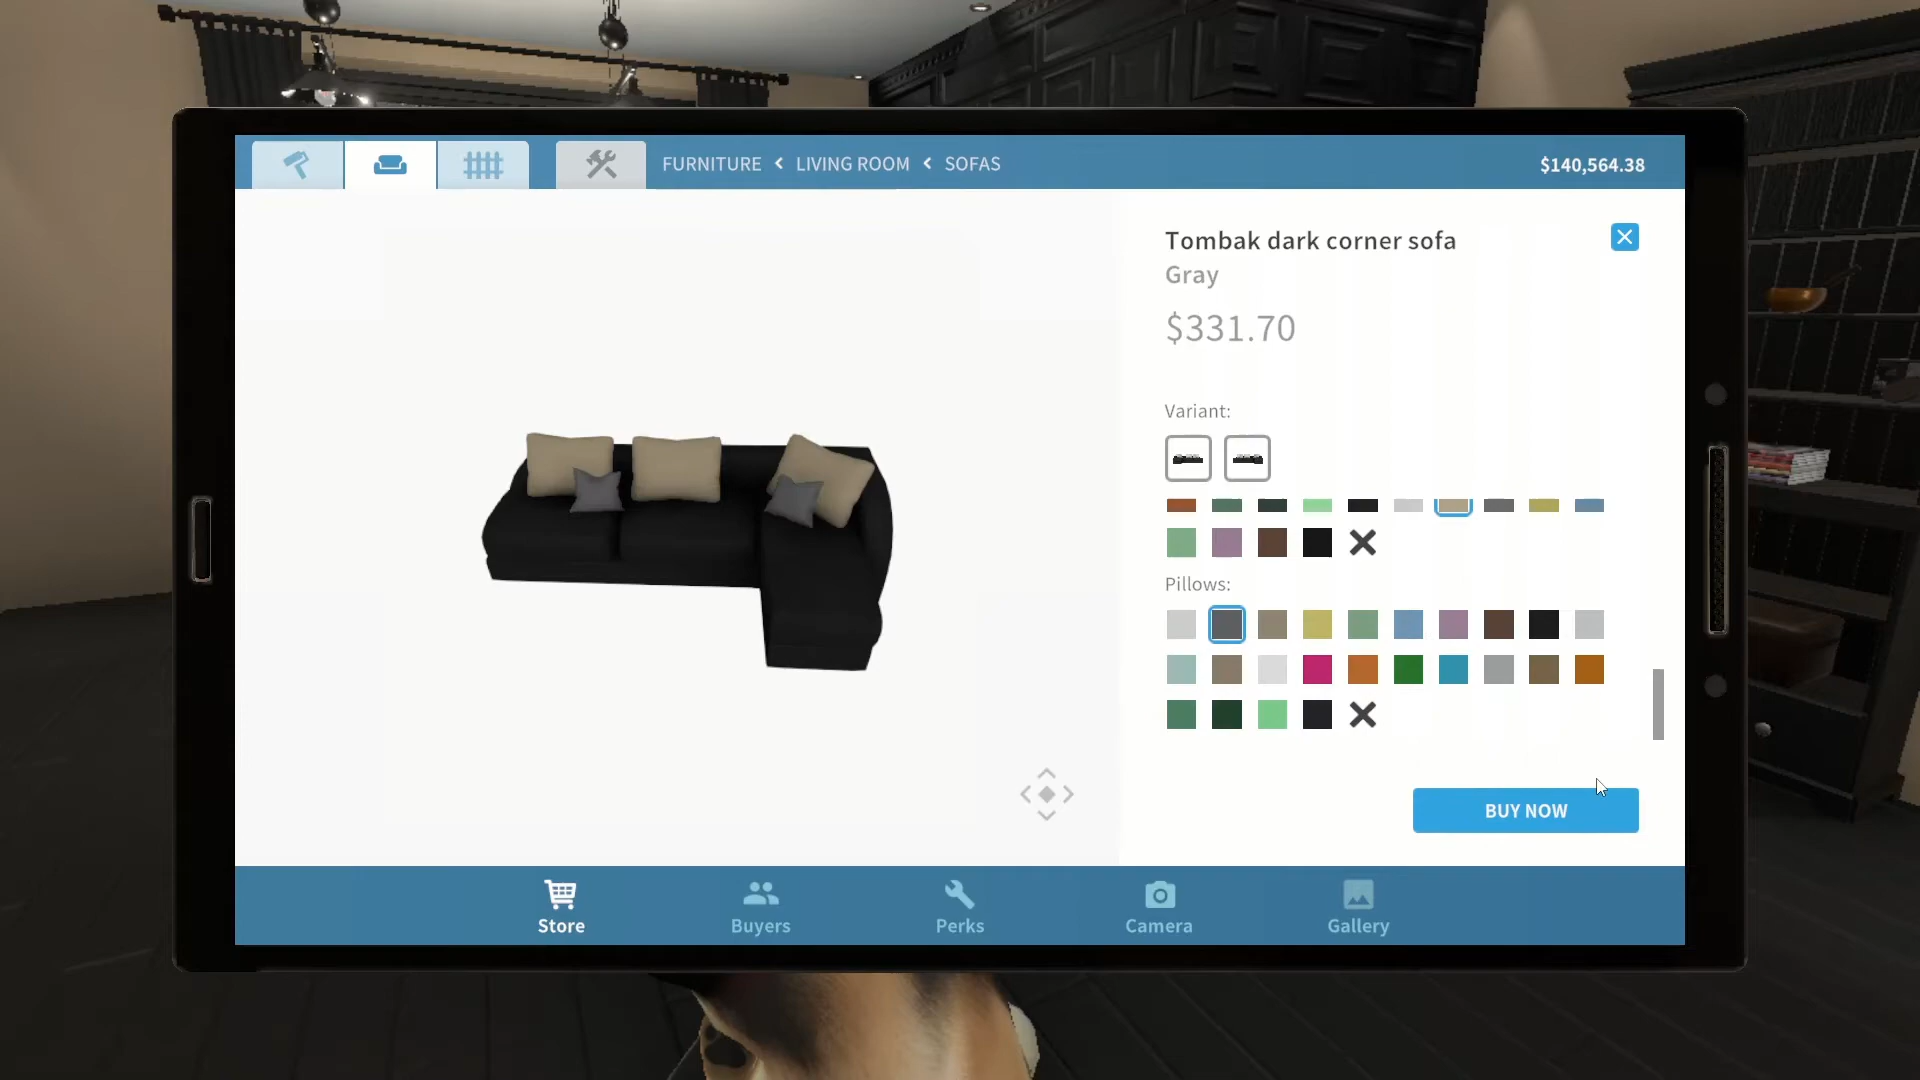 FURNITURE < LIVING ROOM < SOFAS
$140,564.38
Tombak dark corner sofa
Gray
$331.70
Variant:
Pillows:
BUY NOW
Store
Buyers
Perks
Camera
Gallery